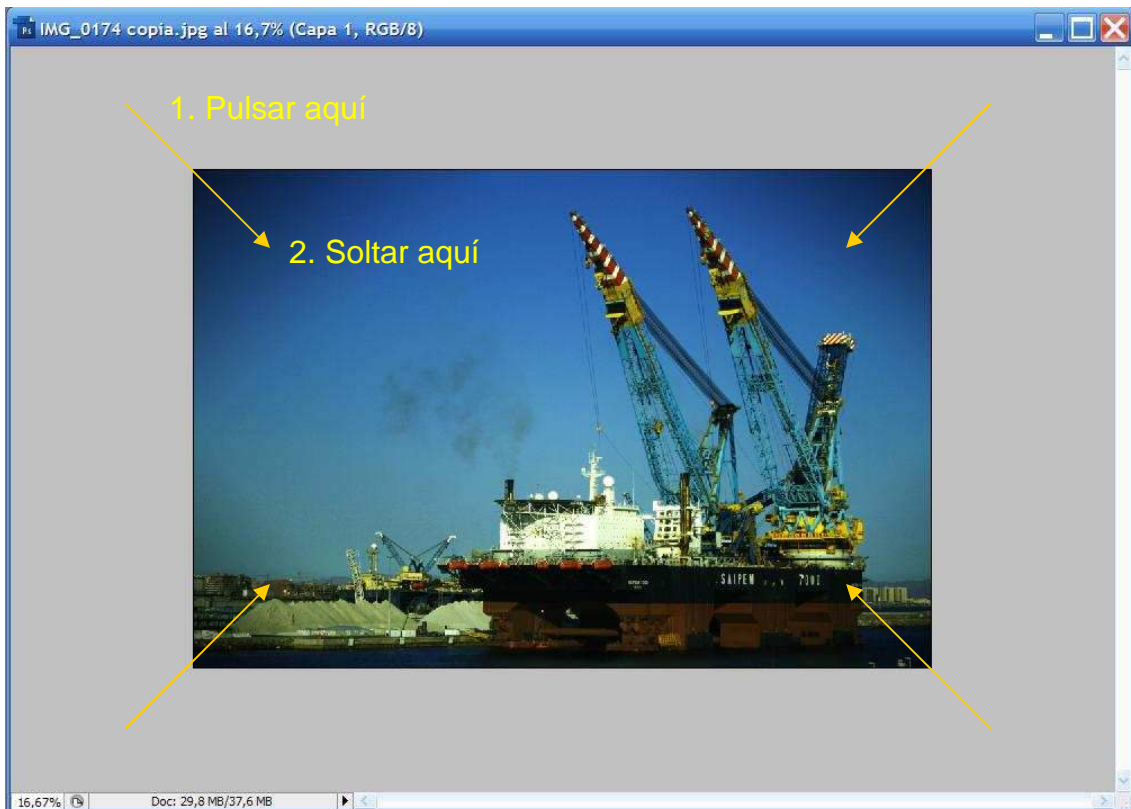 IMG_0174 copia.jpg al 16,7% (Capa 1, RGB/8)
1. Pulsar aquí
2. Soltar aquí
SAIPEM 7000
16,67%
Doc: 29,8 MB/37,6 MB